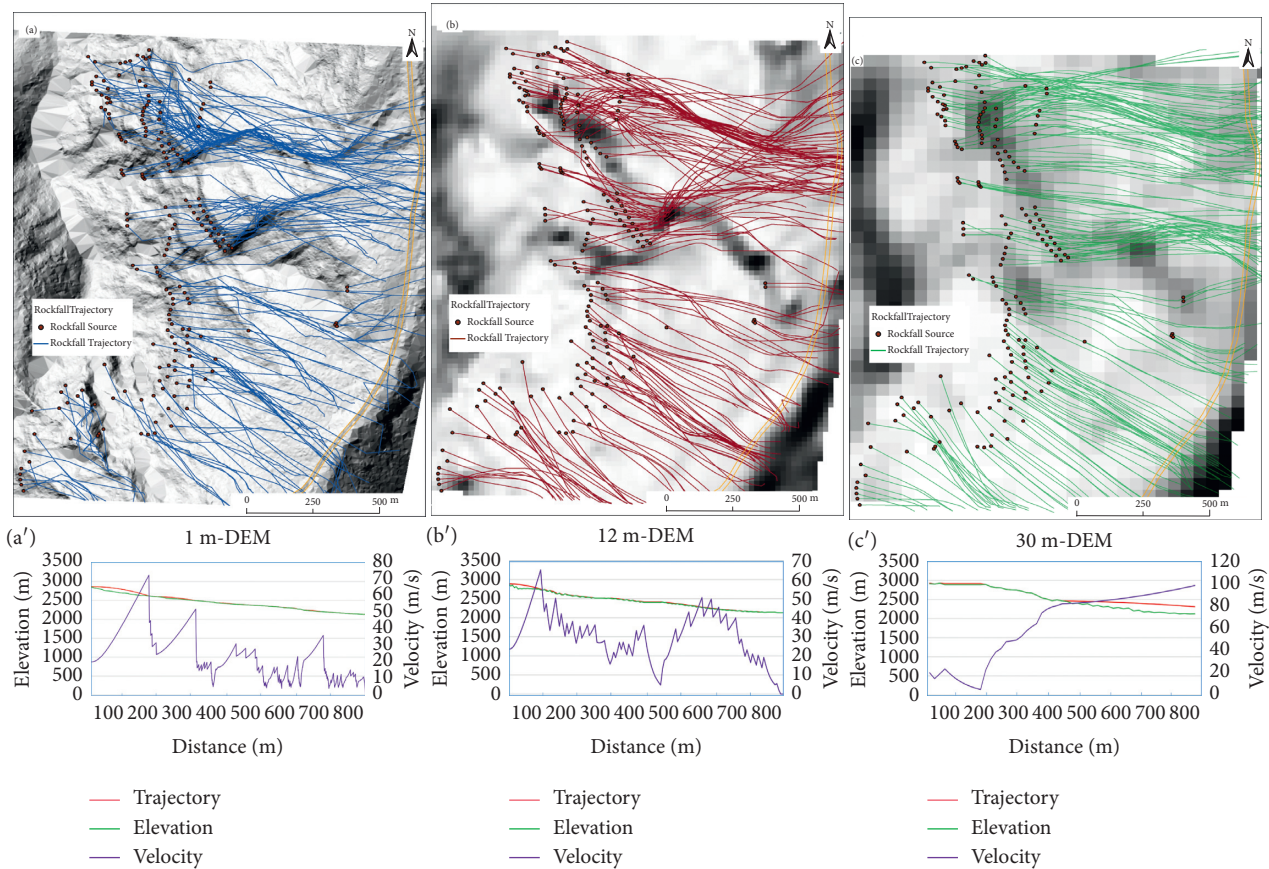 (a)
N
RockfallTrajectory
Rockfall Source
Rockfall Trajectory
0 250 500 m
(b)
N
RockfallTrajectory
Rockfall Source
Rockfall Trajectory
0 250 500 m
(c)
N
RockfallTrajectory
Rockfall Source
Rockfall Trajectory
0 250 500 m
(a′)
1 m-DEM
Elevation (m)
3500
3000
2500
2000
1500
1000
500
0
Velocity (m/s)
80
70
60
50
40
30
20
10
0
100 200 300 400 500 600 700 800
Distance (m)
Trajectory
Elevation
Velocity
(b′)
12 m-DEM
Elevation (m)
3500
3000
2500
2000
1500
1000
500
0
Velocity (m/s)
70
60
50
40
30
20
10
0
100 200 300 400 500 600 700 800
Distance (m)
Trajectory
Elevation
Velocity
(c′)
30 m-DEM
Elevation (m)
3500
3000
2500
2000
1500
1000
500
0
Velocity (m/s)
120
100
80
60
40
20
0
100 200 300 400 500 600 700 800
Distance (m)
Trajectory
Elevation
Velocity